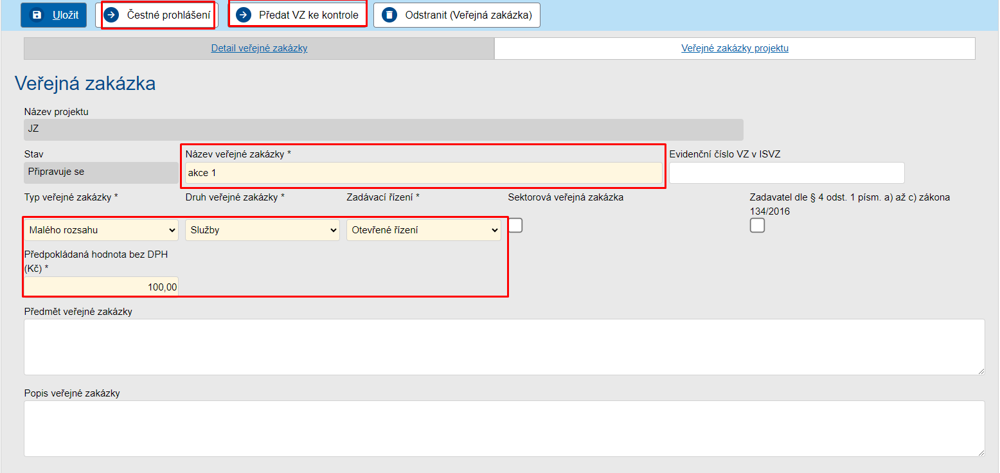 Uložit Čestné prohlášení Předat VZ ke kontrole Odstranit (Veřejná zakázka)
Detail veřejné zakázky Veřejné zakázky projektu
Veřejná zakázka
Název projektu
JZ
Stav Název veřejné zakázky * Evidenční číslo VZ v ISVZ
Připravuje se akce 1
Typ veřejné zakázky * Druh veřejné zakázky * Zadávací řízení * Sektorová veřejná zakázka Zadavatel dle § 4 odst. 1 písm. a) až c) zákona
134/2016
Malého rozsahu Služby Otevřené řízení
Předpokládaná hodnota bez DPH
(Kč) *
100,00
Předmět veřejné zakázky
Popis veřejné zakázky